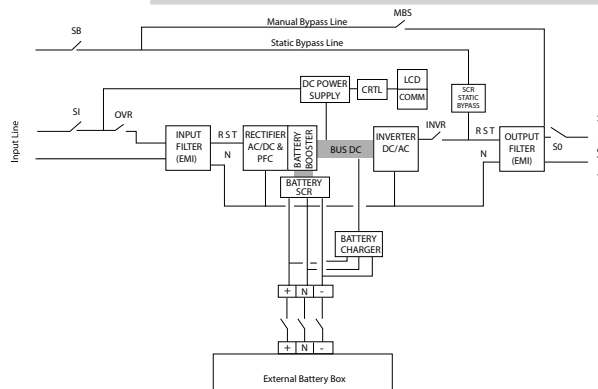 Manual Bypass Line
MBS
SB
Static Bypass Line
DC POWER
SUPPLY
CRTL
LCD
COMM
SCR
STATIC
BYPASS
Input Line
SI
OVR
INPUT
FILTER
(EMI)
R S T
N
RECTIFIER
AC/DC &
PFC
BATTERY
BOOSTER
BUS DC
INVERTER
DC/AC
INVR
R S T
N
OUTPUT
FILTER
(EMI)
S0
BATTERY
SCR
BATTERY
CHARGER
+ N -
+ N -
External Battery Box